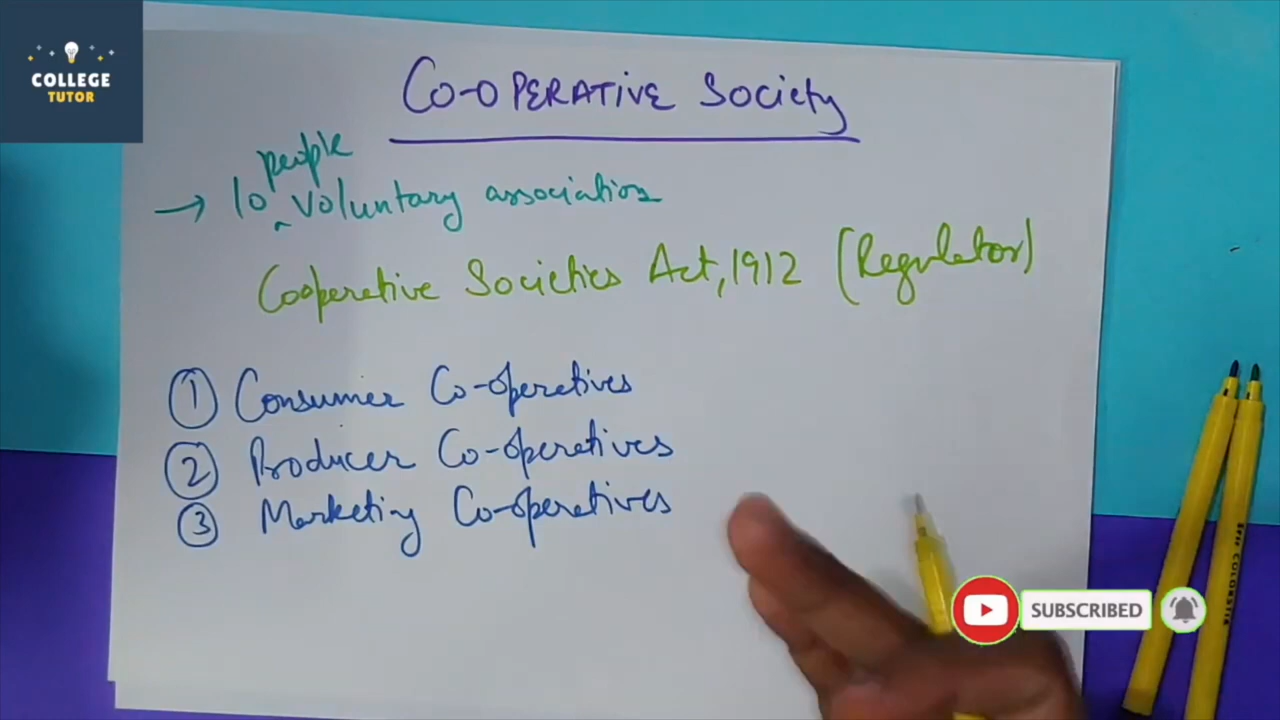 COLLEGE
TUTOR
CO-OPERATIVE Society
people
→ 10 ^ voluntary association
Cooperative Societies Act, 1912 (Regulator)
① Consumer Co-operatives
② Producer Co-operatives
③ Marketing Co-operatives
SUBSCRIBED